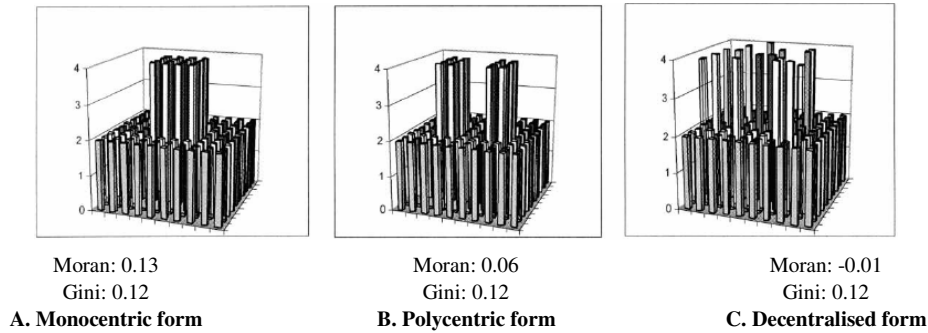 4
3
2
1
0
4
3
2
1
0
4
3
2
1
0
Moran: 0.13
Gini: 0.12
A. Monocentric form
Moran: 0.06
Gini: 0.12
B. Polycentric form
Moran: -0.01
Gini: 0.12
C. Decentralised form